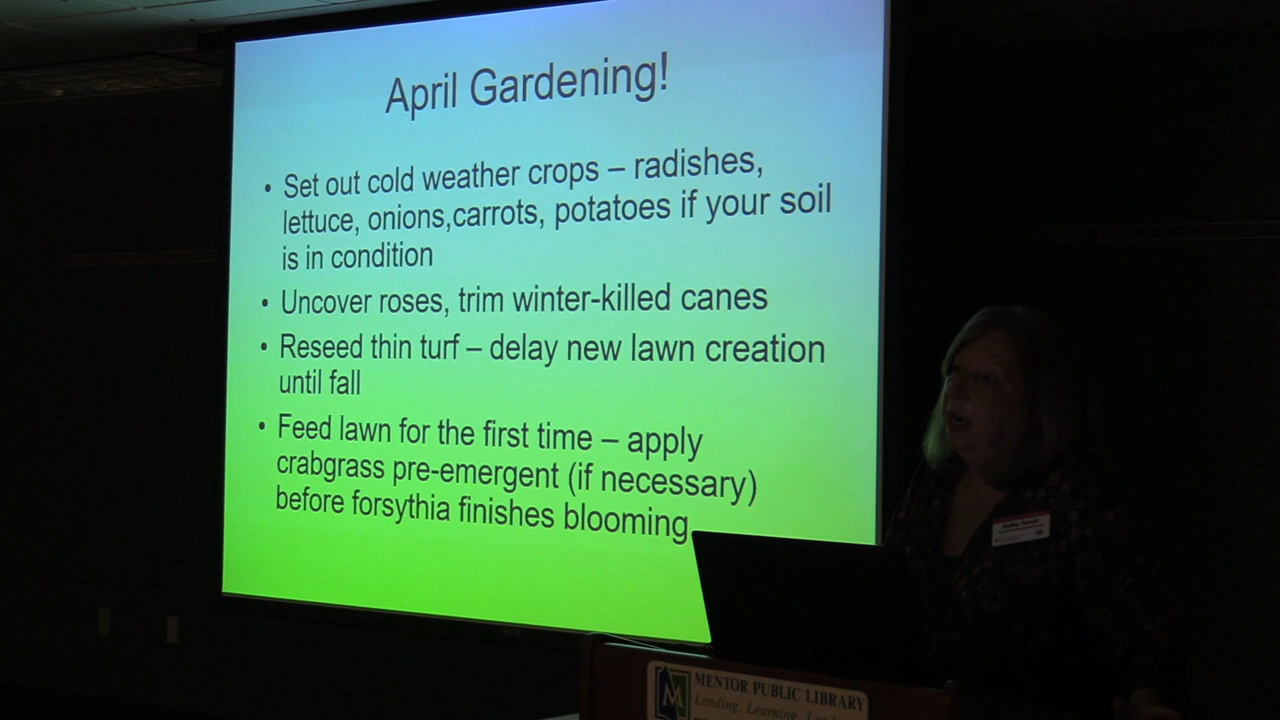 April Gardening!
• Set out cold weather crops – radishes,
lettuce, onions,carrots, potatoes if your soil
is in condition
• Uncover roses, trim winter-killed canes
• Reseed thin turf – delay new lawn creation
until fall
• Feed lawn for the first time – apply
crabgrass pre-emergent (if necessary)
before forsythia finishes blooming
Kathy
M
MENTOR PUBLIC LIBRARY
Lending. Learning.